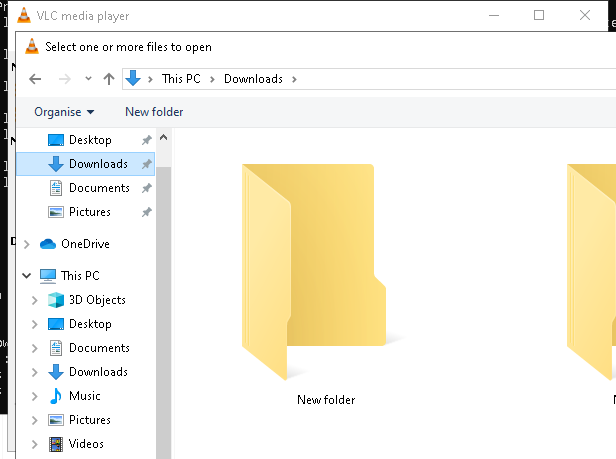 VLC media player
Select one or more files to open
This PC
Downloads
Organise
New folder
Desktop
Downloads
Documents
Pictures
OneDrive
This PC
3D Objects
Desktop
Documents
Downloads
Music
Pictures
Videos
New folder